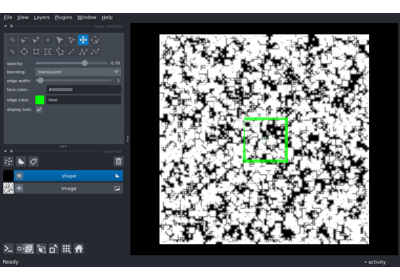 File View Plugins Window Help
opacity: 0.70
blending: translucent
edge width: 1
face color: #00000000
edge color: lime
display text:
shape
Image
Ready
activity